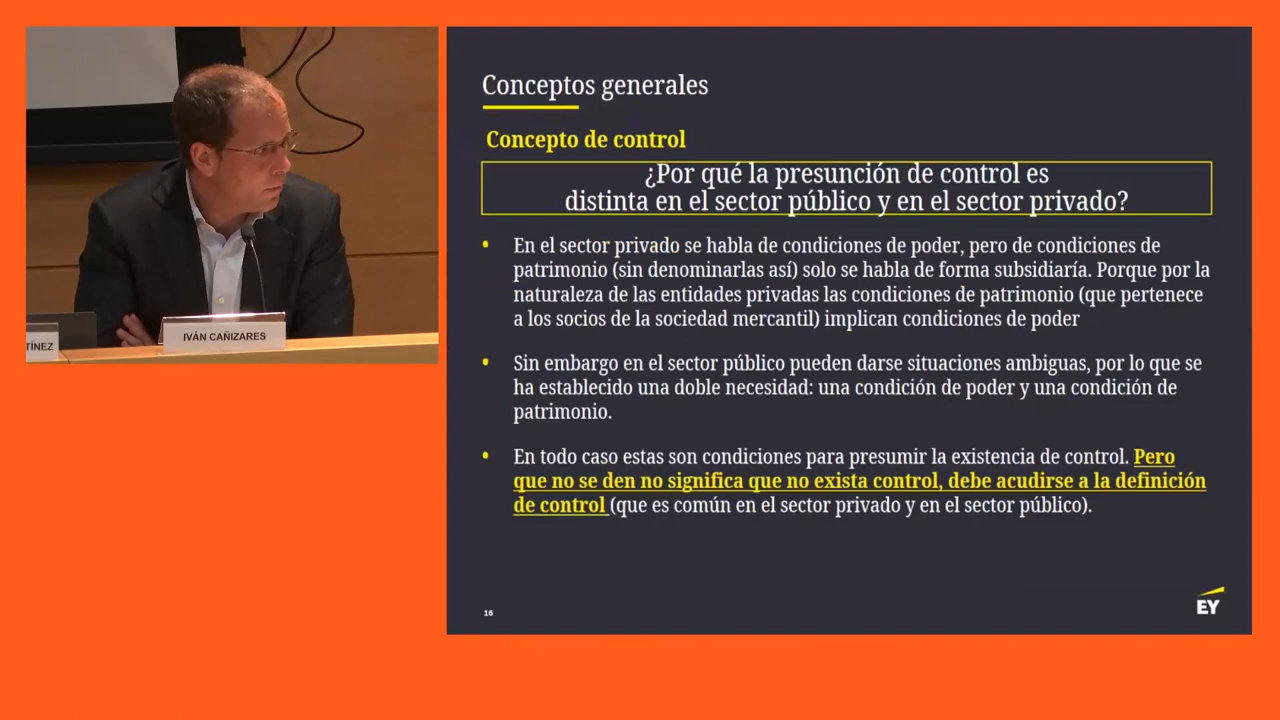 TÍNEZ
IVÁN CAÑIZARES
Conceptos generales
Concepto de control
¿Por qué la presunción de control es
distinta en el sector público y en el sector privado?
• En el sector privado se habla de condiciones de poder, pero de condiciones de
patrimonio (sin denominarlas así) solo se habla de forma subsidiaría. Porque por la
naturaleza de las entidades privadas las condiciones de patrimonio (que pertenece
a los socios de la sociedad mercantil) implican condiciones de poder
• Sin embargo en el sector público pueden darse situaciones ambiguas, por lo que se
ha establecido una doble necesidad: una condición de poder y una condición de
patrimonio.
• En todo caso estas son condiciones para presumir la existencia de control. Pero
que no se den no significa que no exista control, debe acudirse a la definición
de control (que es común en el sector privado y en el sector público).
16
EY